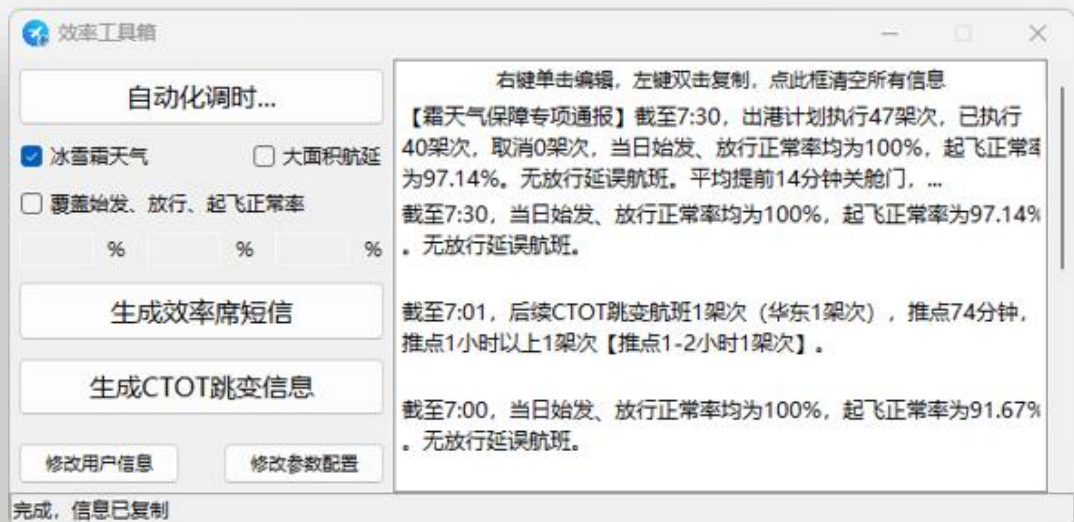 效率工具箱
自动化调时...
冰雪霜天气
大面积航延
覆盖始发、放行、起飞正常率
% % %
生成效率席短信
生成CTOT跳变信息
修改用户信息
修改参数配置
右键单击编辑，左键双击复制，点此框清空所有信息
【霜天气保障专项通报】截至7:30，出港计划执行47架次，已执行
40架次，取消0架次，当日始发、放行正常率均为100%，起飞正常率
为97.14%。无放行延误航班。平均提前14分钟关舱门，...
截至7:30，当日始发、放行正常率均为100%，起飞正常率为97.14%
。无放行延误航班。
截至7:01，后续CTOT跳变航班1架次（华东1架次），推点74分钟，
推点1小时以上1架次【推点1-2小时1架次】。
截至7:00，当日始发、放行正常率均为100%，起飞正常率为91.67%
。无放行延误航班。
完成，信息已复制